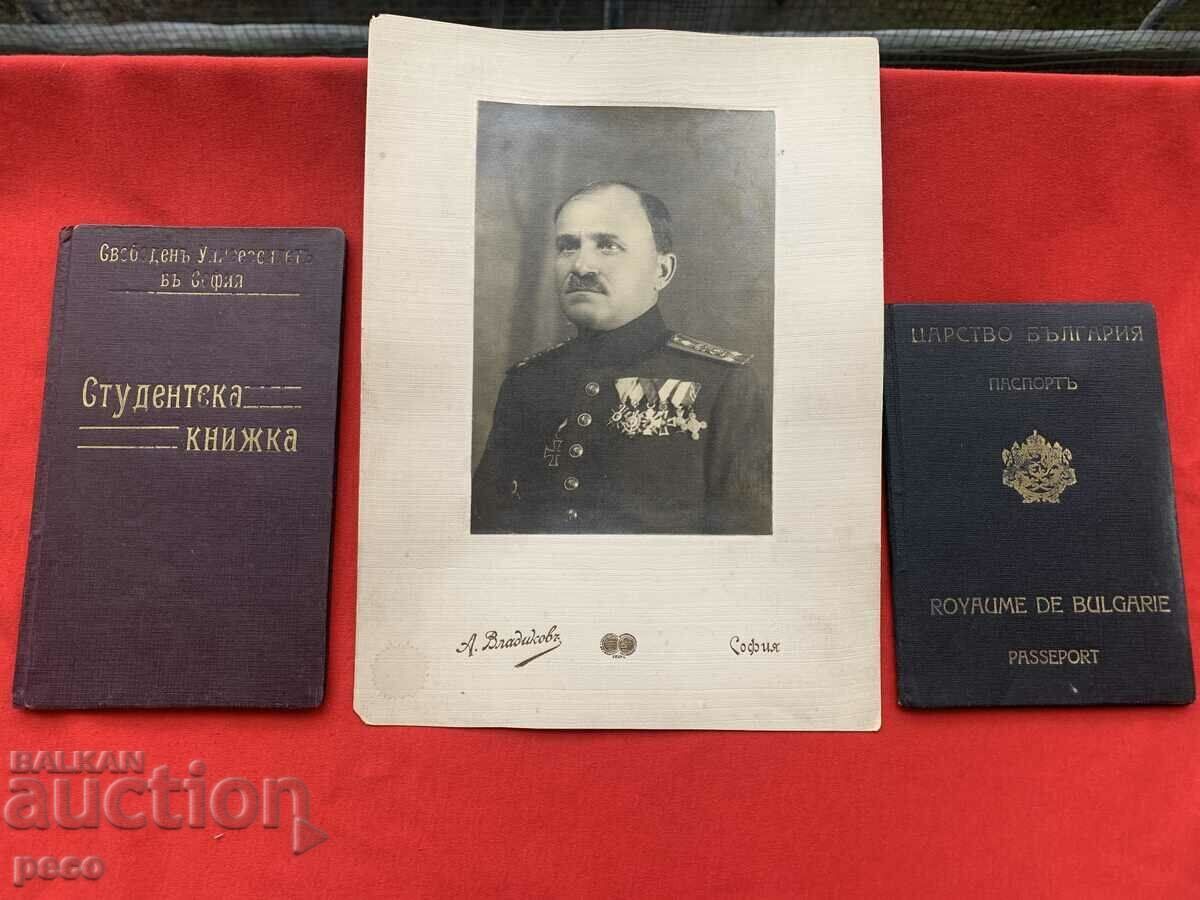 Свободенъ Университетъ
въ София
Студентска
книжка
А. Владиковъ
София
ЦАРСТВО БЪЛГАРИЯ
ПАСПОРТЪ
ROYAUME DE BULGARIE
PASSEPORT
BALKAN
auction
peco